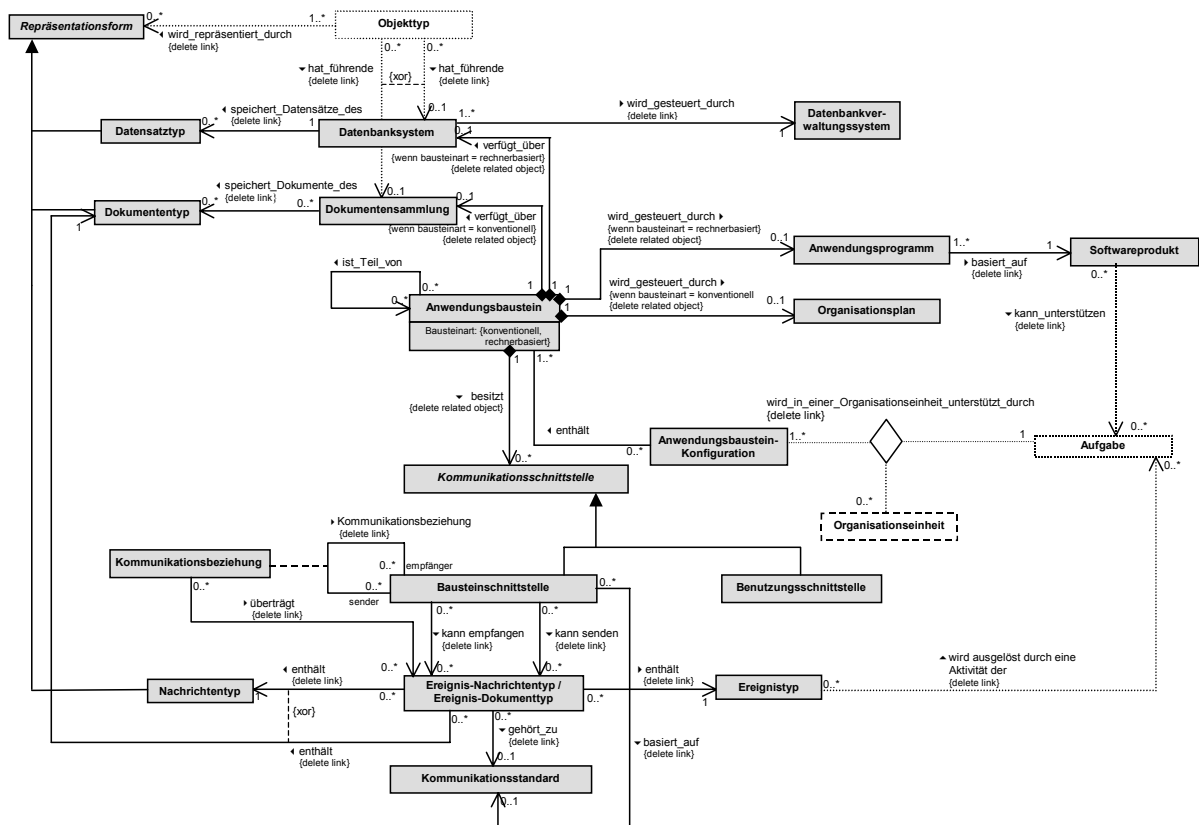 0..*
1..*
Repräsentationsform
Objekttyp
◂ wird_repräsentiert_durch
{delete link}
0..*
0..*
▾ hat_führende
{delete link}
{xor}
▾ hat_führende
{delete link}
0..1
1..*
▸ wird_gesteuert_durch
{delete link}
◂ speichert_Datensätze_des
{delete link}
0..*
1
Datensatztyp
Datenbanksystem
Datenbankver-
waltungssystem
1
0..1
◂ verfügt_über
{wenn bausteinart = rechnerbasiert}
{delete related object}
◂ speichert_Dokumente_des
{delete link}
0..*
0..*
0..1
0..1
Dokumententyp
1
Dokumentensammlung
◂ verfügt_über
{wenn bausteinart = konventionell}
{delete related object}
wird_gesteuert_durch ▸
{wenn bausteinart = rechnerbasiert}
{delete related object}
0..1
Anwendungsprogramm
1..*
1
▸ basiert_auf
{delete link}
Softwareprodukt
0..*
◂ ist_Teil_von
0..*
0..*
1
1
1
1
Anwendungsbaustein
Bausteinart: {konventionell,
rechnerbasiert}
wird_gesteuert_durch ▸
{wenn bausteinart = konventionell
{delete related object}
0..1
Organisationsplan
▾ kann_unterstützen
{delete link}
1
1..*
▾ besitzt
{delete related object}
wird_in_einer_Organisationseinheit_unterstützt_durch
{delete link}
◂ enthält
0..*
Anwendungsbaustein-
Konfiguration
1..*
1
0..*
Aufgabe
0..*
0..*
Kommunikationsschnittstelle
0..*
Organisationseinheit
▸ Kommunikationsbeziehung
{delete link}
0..*
empfänger
Kommunikationsbeziehung
0..*
0..*
sender
Bausteinschnittstelle
0..*
Benutzungsschnittstelle
▸ überträgt
{delete link}
0..*
0..*
▾ kann empfangen
{delete link}
▾ kann senden
{delete link}
◂ enthält
{delete link}
0..*
0..*
0..*
▸ enthält
{delete link}
▴ wird ausgelöst durch eine
Aktivität der
{delete link}
Nachrichtentyp
1
0..*
Ereignis-Nachrichtentyp /
Ereignis-Dokumenttyp
0..*
1
Ereignistyp
0..*
{xor}
0..*
0..*
▾ gehört_zu
{delete link}
◂ enthält
{delete link}
▾ basiert_auf
{delete link}
0..1
Kommunikationsstandard
0..1